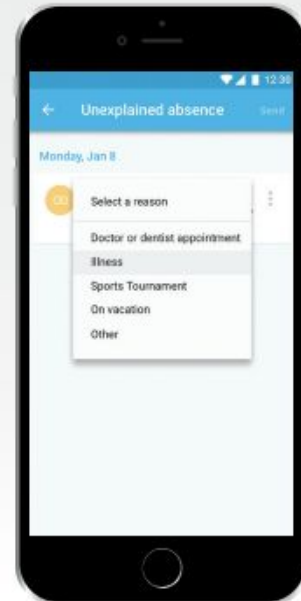 12:30
Unexplained absence Send
Monday, Jan 8
Select a reason
Doctor or dentist appointment
Illness
Sports Tournament
On vacation
Other